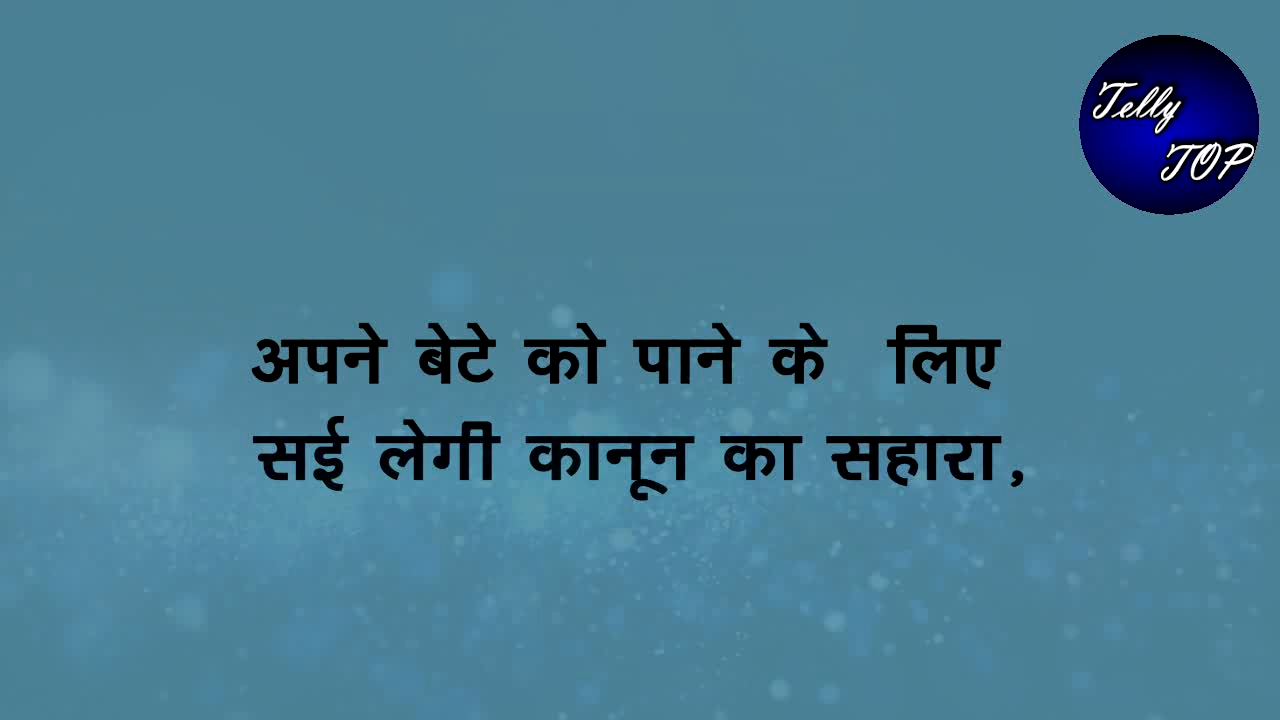 Telly
TOP
अपने बेटे को पाने के लिए
सई लेगी कानून का सहारा,